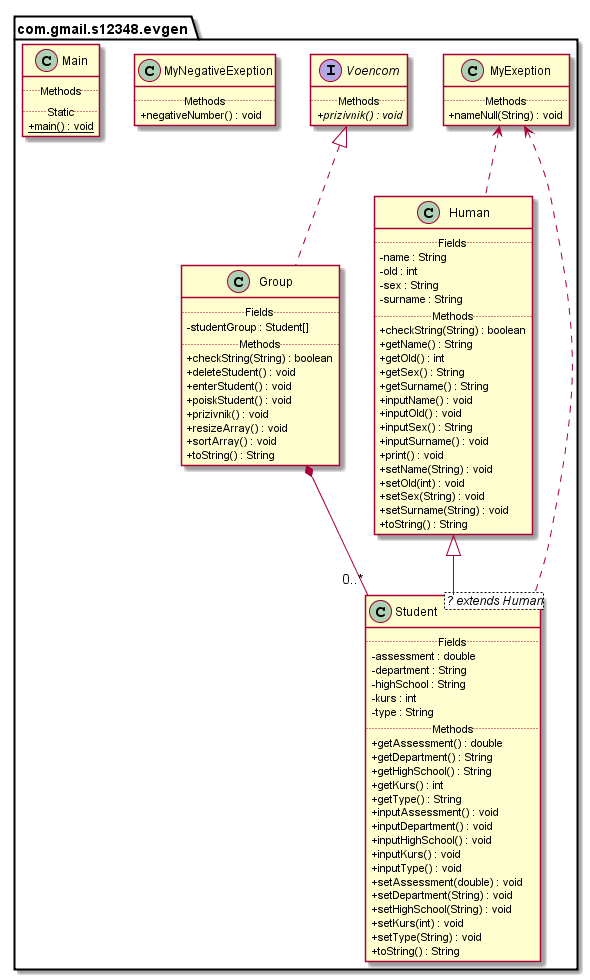 com.gmail.s12348.evgen
C Main
Methods
Static
+main() : void
C MyNegativeExeption
Methods
+negativeNumber() : void
I Voencom
Methods
+prizivnik() : void
C MyExeption
Methods
+nameNull(String) : void
C Human
Fields
-name : String
-old : int
-sex : String
-surname : String
Methods
+checkString(String) : boolean
+getName() : String
+getOld() : int
+getSex() : String
+getSurname() : String
+inputName() : void
+inputOld() : void
+inputSex() : String
+inputSurname() : void
+print() : void
+setName(String) : void
+setOld(int) : void
+setSex(String) : void
+setSurname(String) : void
+toString() : String
C Group
Fields
-studentGroup : Student[]
Methods
+checkString(String) : boolean
+deleteStudent() : void
+enterStudent() : void
+poiskStudent() : void
+prizivnik() : void
+resizeArray() : void
+sortArray() : void
+toString() : String
0..*
? extends Human
C Student
Fields
-assessment : double
-department : String
-highSchool : String
-kurs : int
-type : String
Methods
+getAssessment() : double
+getDepartment() : String
+getHighSchool() : String
+getKurs() : int
+getType() : String
+inputAssessment() : void
+inputDepartment() : void
+inputHighSchool() : void
+inputKurs() : void
+inputType() : void
+setAssessment(double) : void
+setDepartment(String) : void
+setHighSchool(String) : void
+setKurs(int) : void
+setType(String) : void
+toString() : String